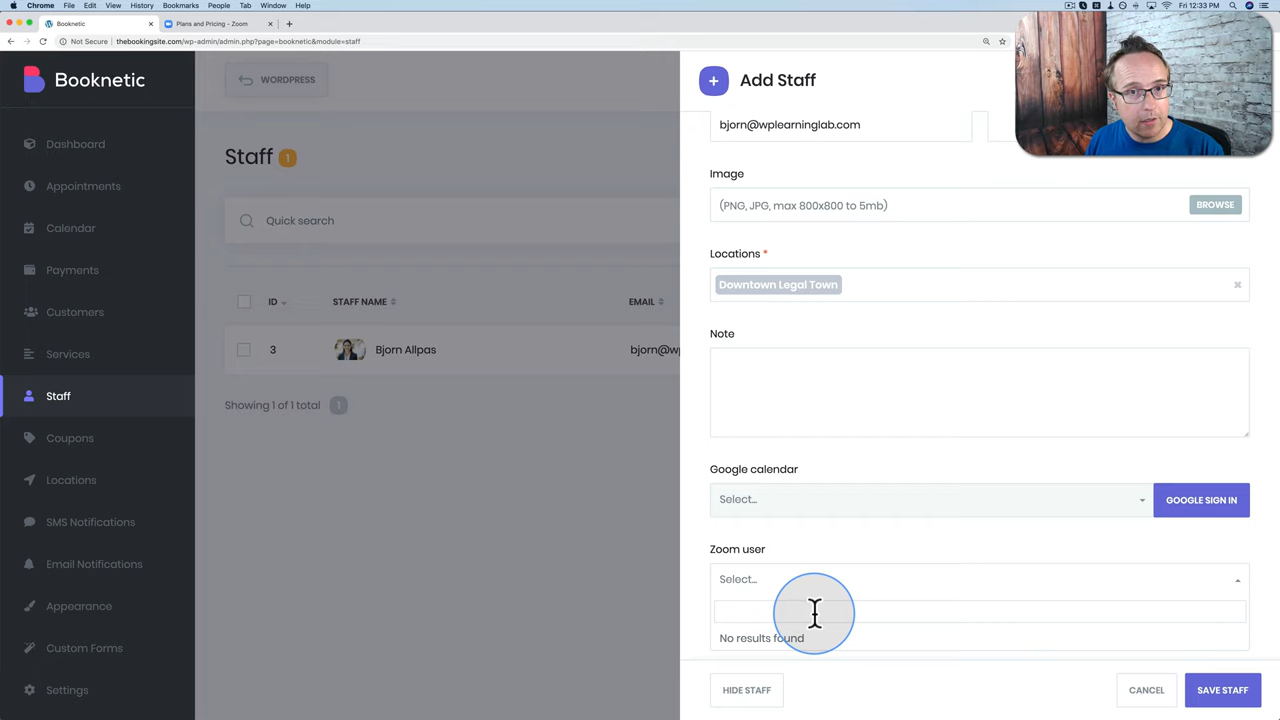 Chrome File Edit View History Bookmarks People Tab Window Help
Fri 12:33 PM
Booknetic
Plans and Pricing - Zoom
Not Secure thebookingsite.com/wp-admin/admin.php?page=booknetic&module=staff
Booknetic
WORDPRESS
Add Staff
bjorn@wplearninglab.com
Dashboard
Appointments
Calendar
Payments
Customers
Services
Staff
Coupons
Locations
SMS Notifications
Email Notifications
Appearance
Custom Forms
Settings
Staff 1
Quick search
ID STAFF NAME EMAIL
3 Bjorn Allpas bjorn@wp
Showing 1 of 1 total 1
Image
(PNG, JPG, max 800x800 to 5mb) BROWSE
Locations *
Downtown Legal Town
Note
Google calendar
Select... GOOGLE SIGN IN
Zoom user
Select...
No results found
HIDE STAFF CANCEL SAVE STAFF